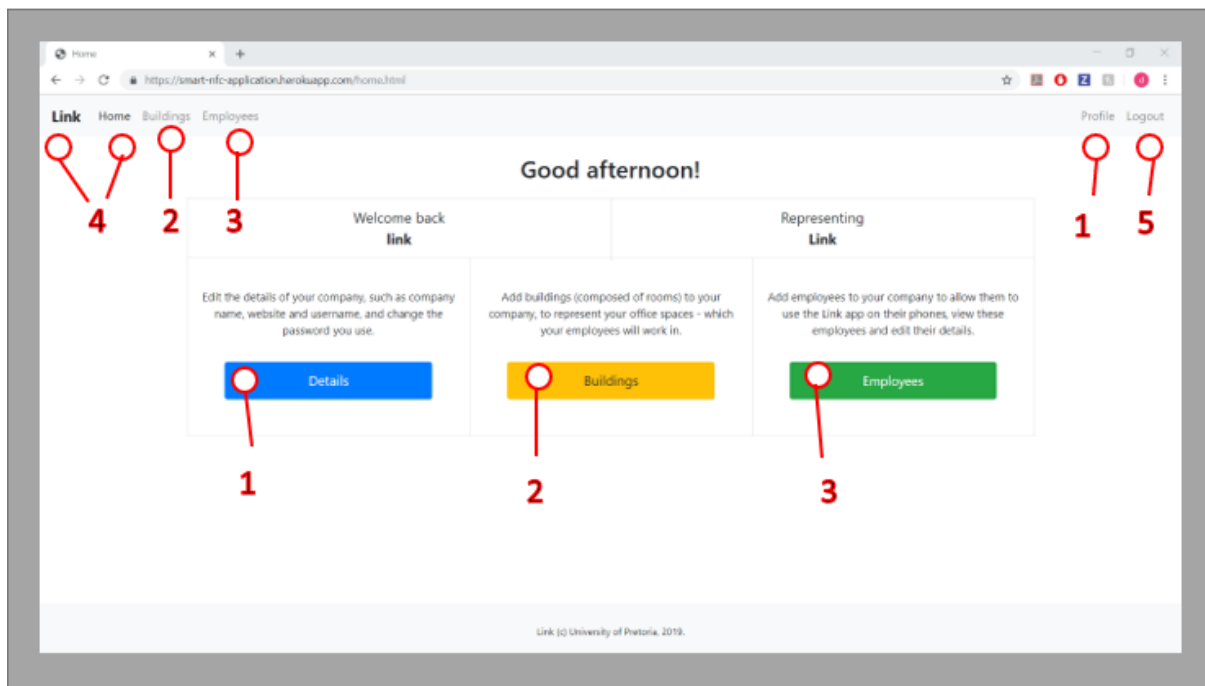 Home
https://smart-nfc-application.herokuapp.com/home.html
Link Home Buildings Employees Profile Logout
4 2 3 1 5
Good afternoon!
Welcome back
link
Representing
Link
Edit the details of your company, such as company
name, website and username, and change the
password you use.
Details
1
Add buildings (composed of rooms) to your
company, to represent your office spaces - which
your employees will work in.
Buildings
2
Add employees to your company to allow them to
use the Link app on their phones, view these
employees and edit their details.
Employees
3
Link (c) University of Pretoria, 2019.